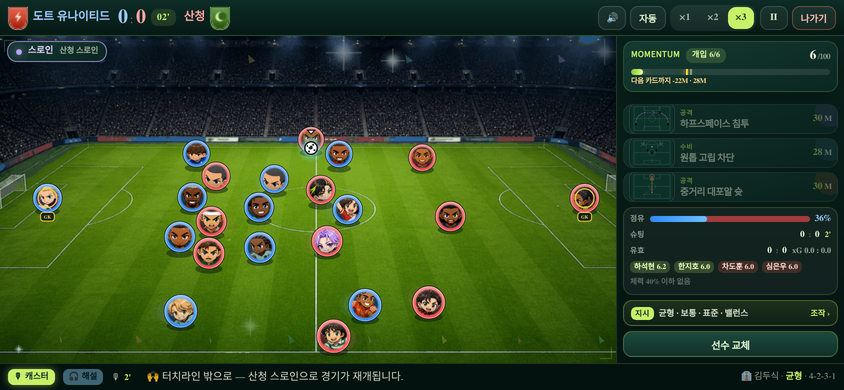 도트 유나이티드 0 : 0 02' 산청
🔊 자동 ×1 ×2 ×3 II 나가기
스로인 산청 스로인
MOMENTUM 개입 6/6 6 /100
다음 카드까지 -22M · 28M
공격
하프스페이스 침투 30 M
수비
원톱 고립 차단 28 M
공격
중거리 대포알 슛 30 M
점유 36%
슈팅 0 : 0 2'
유효 0 : 0 xG 0.0 : 0.0
하석현 6.2 한지호 6.0 차도훈 6.0 심은우 6.0
체력 40% 이하 없음
지시 균형 · 보통 · 표준 · 밸런스 조작 ›
선수 교체
GK
GK
🎙 캐스터 🎧 해설 🎙 2' 🙌 터치라인 밖으로 — 산청 스로인으로 경기가 재개됩니다. 김두식 · 균형 · 4-2-3-1